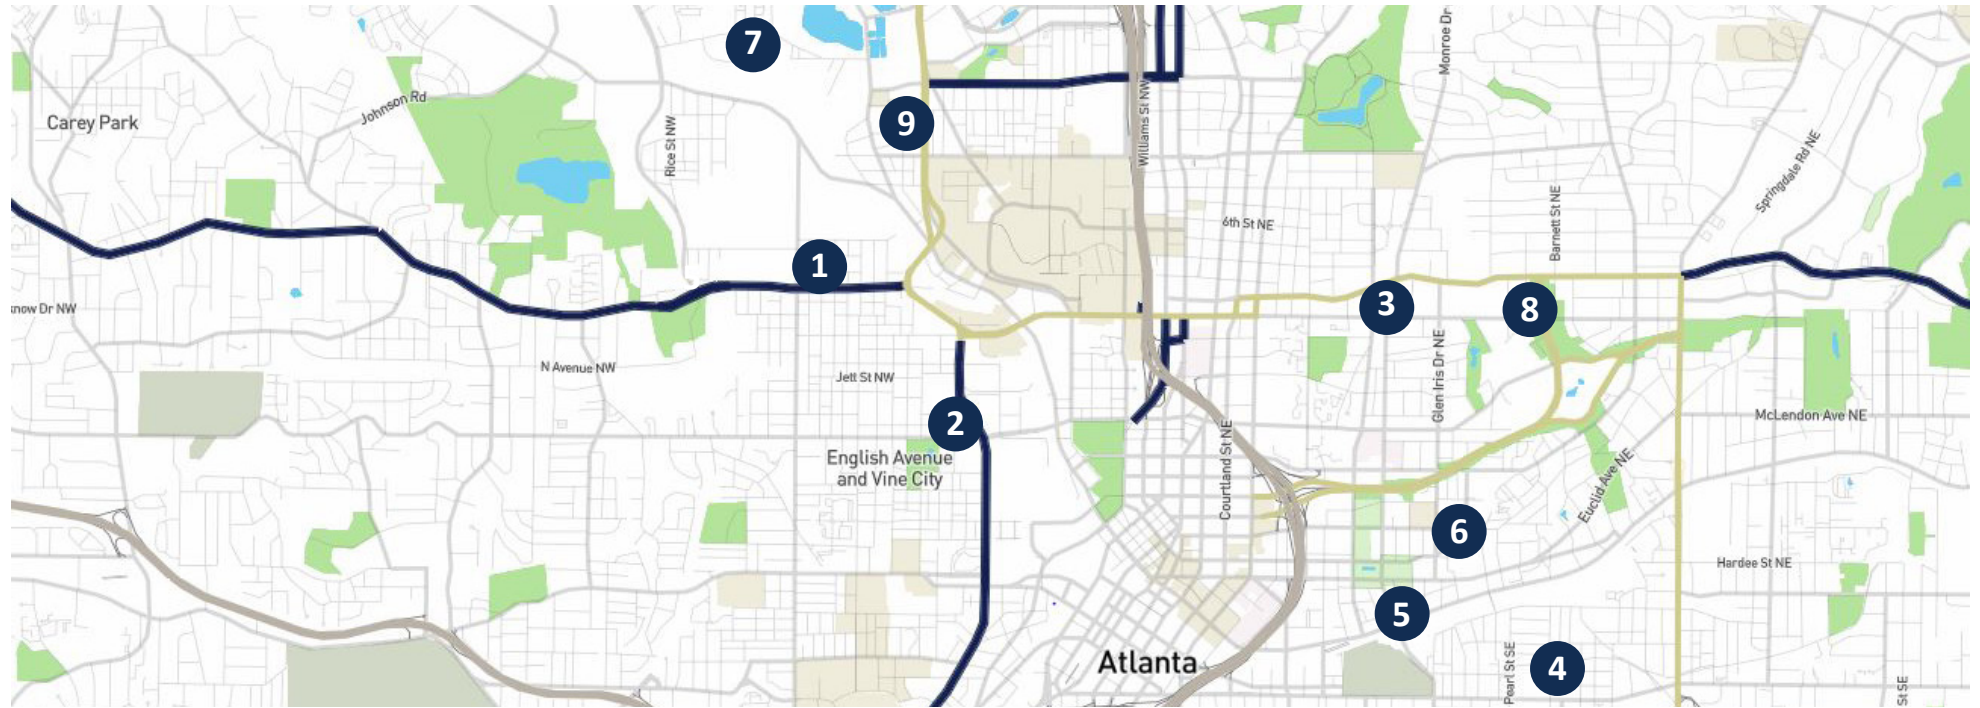 7
Monroe Dr
Johnson Rd
Carey Park
9
Williams St NW
Rice St NW
Springdale Rd NE
Barnett St NE
6th St NE
1
know Dr NW
3
8
N Avenue NW
Jett St NW
Glen Iris Dr NE
McLendon Ave NE
2
English Avenue
and Vine City
Courtland St NE
Euclid Ave NE
6
Hardee St NE
5
Atlanta
Pearl St SE
4
St SE